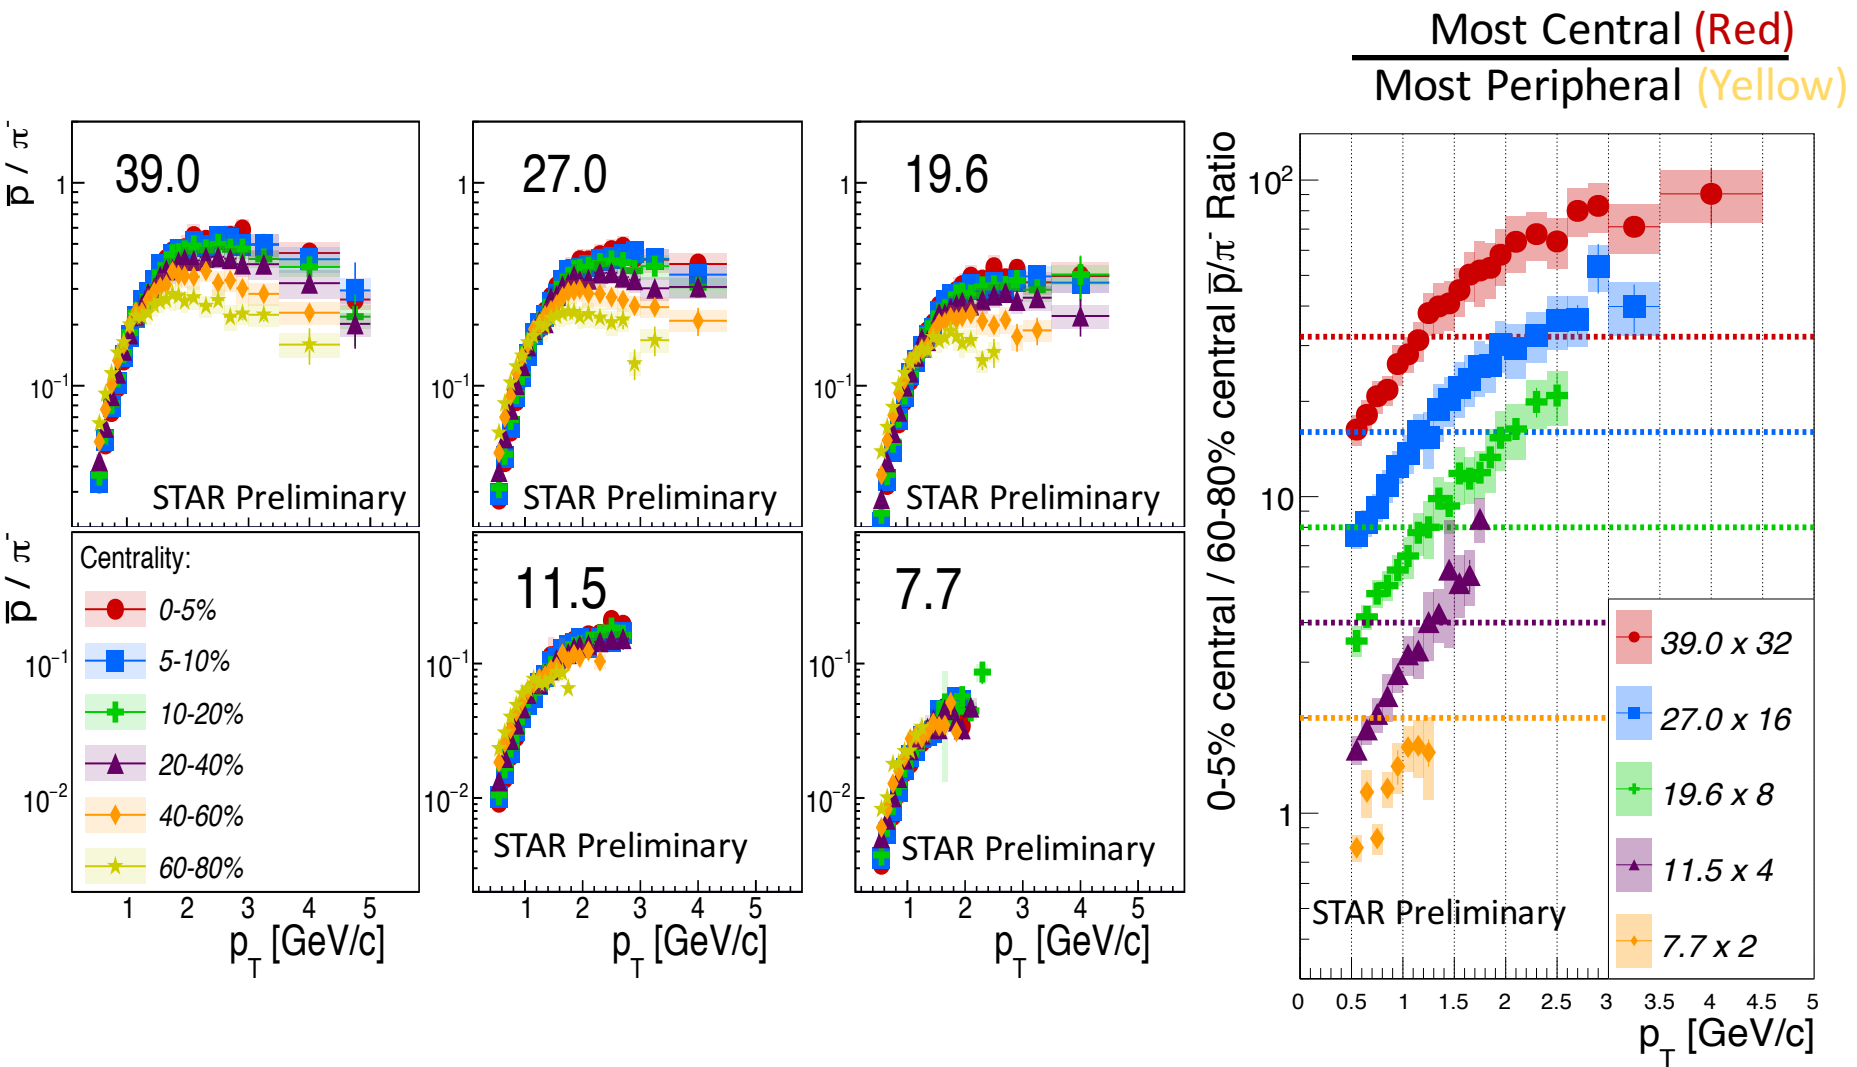 Most Central (Red)
Most Peripheral (Yellow)
p̅ / π⁻
39.0
1
10⁻¹
STAR Preliminary
27.0
1
10⁻¹
STAR Preliminary
19.6
1
10⁻¹
STAR Preliminary
p̅ / π⁻
10⁻¹
10⁻²
Centrality:
0-5%
5-10%
10-20%
20-40%
40-60%
60-80%
1 2 3 4 5
p_T [GeV/c]
11.5
10⁻¹
10⁻²
STAR Preliminary
1 2 3 4 5
p_T [GeV/c]
7.7
10⁻¹
10⁻²
STAR Preliminary
1 2 3 4 5
p_T [GeV/c]
0-5% central / 60-80% central p̅/π⁻ Ratio
10²
10
1
39.0 x 32
27.0 x 16
19.6 x 8
11.5 x 4
7.7 x 2
STAR Preliminary
0 0.5 1 1.5 2 2.5 3 3.5 4 4.5 5
p_T [GeV/c]